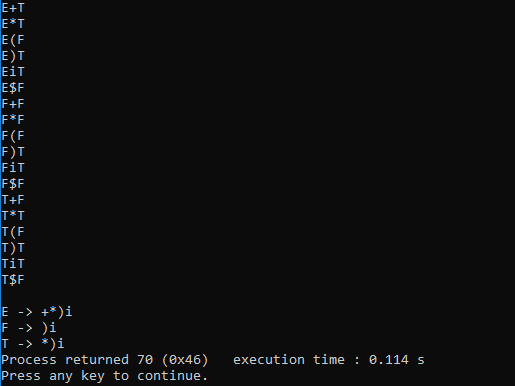 E+T
E*T
E(F
E)T
EiT
E$F
F+F
F*F
F(F
F)T
FiT
F$F
T+F
T*T
T(F
T)T
TiT
T$F
E -> +*)i
F -> )i
T -> *)i
Process returned 70 (0x46)   execution time : 0.114 s
Press any key to continue.